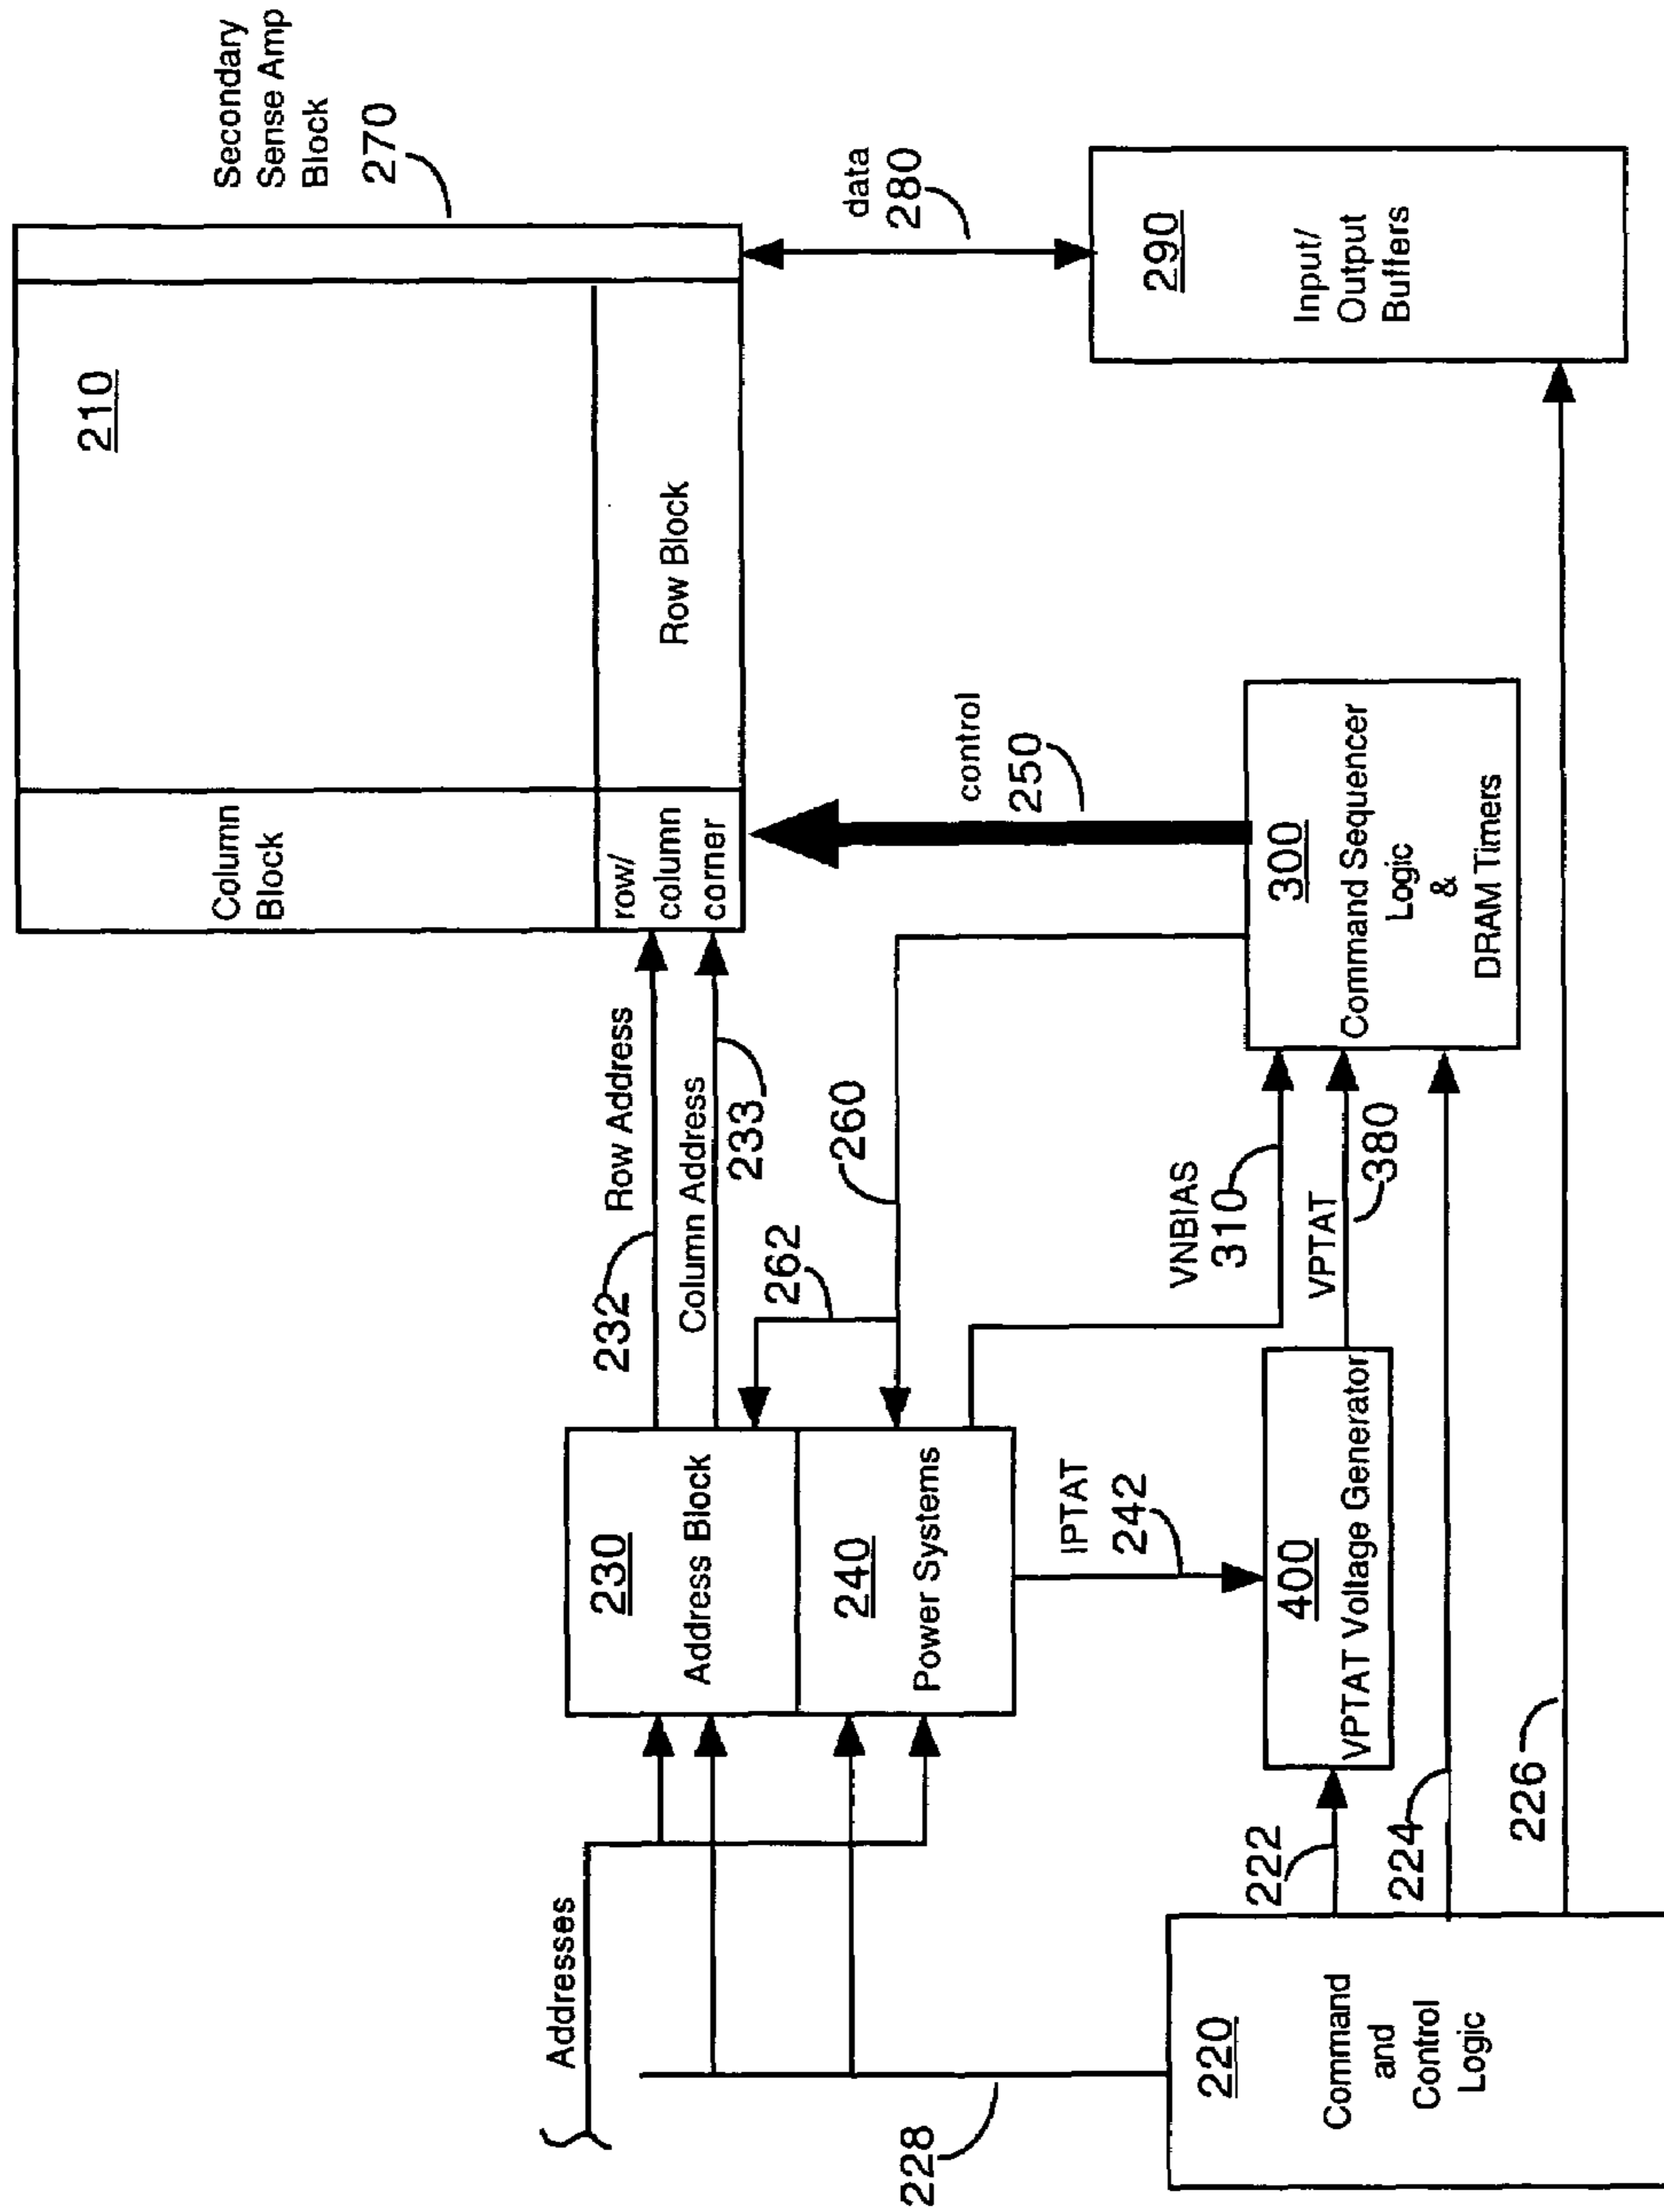 Secondary
Sense Amp
Block
270
210
Column
Block
row/
column
corner
Row Block
data
280
290
Input/
Output
Buffers
control
250
300
Command Sequencer
Logic
&
DRAM Timers
Row Address
232
Column Address
233
262
260
VNBIAS
310
VPTAT
380
230
Address Block
240
Power Systems
IPTAT
242
400
VPTAT Voltage Generator
Addresses
222
224
226
228
220
Command
and
Control
Logic